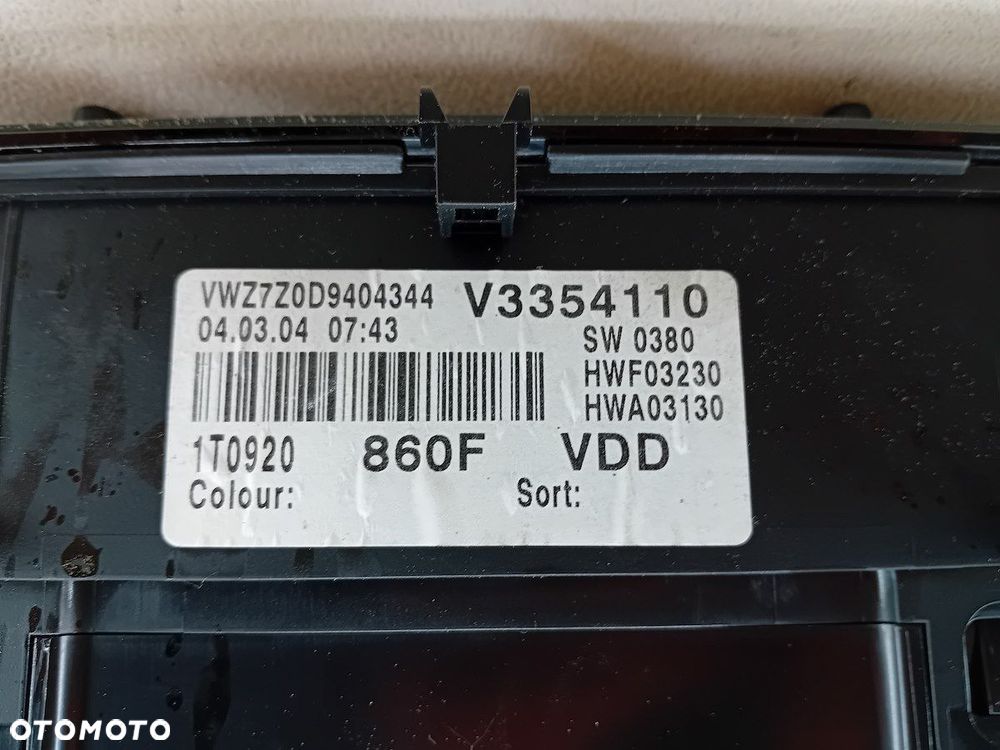 VWZ7Z0D9404344 V3354110
04.03.04 07:43 SW 0380
HWF03230
HWA03130
1T0920 860F VDD
Colour: Sort:
OTOMOTO